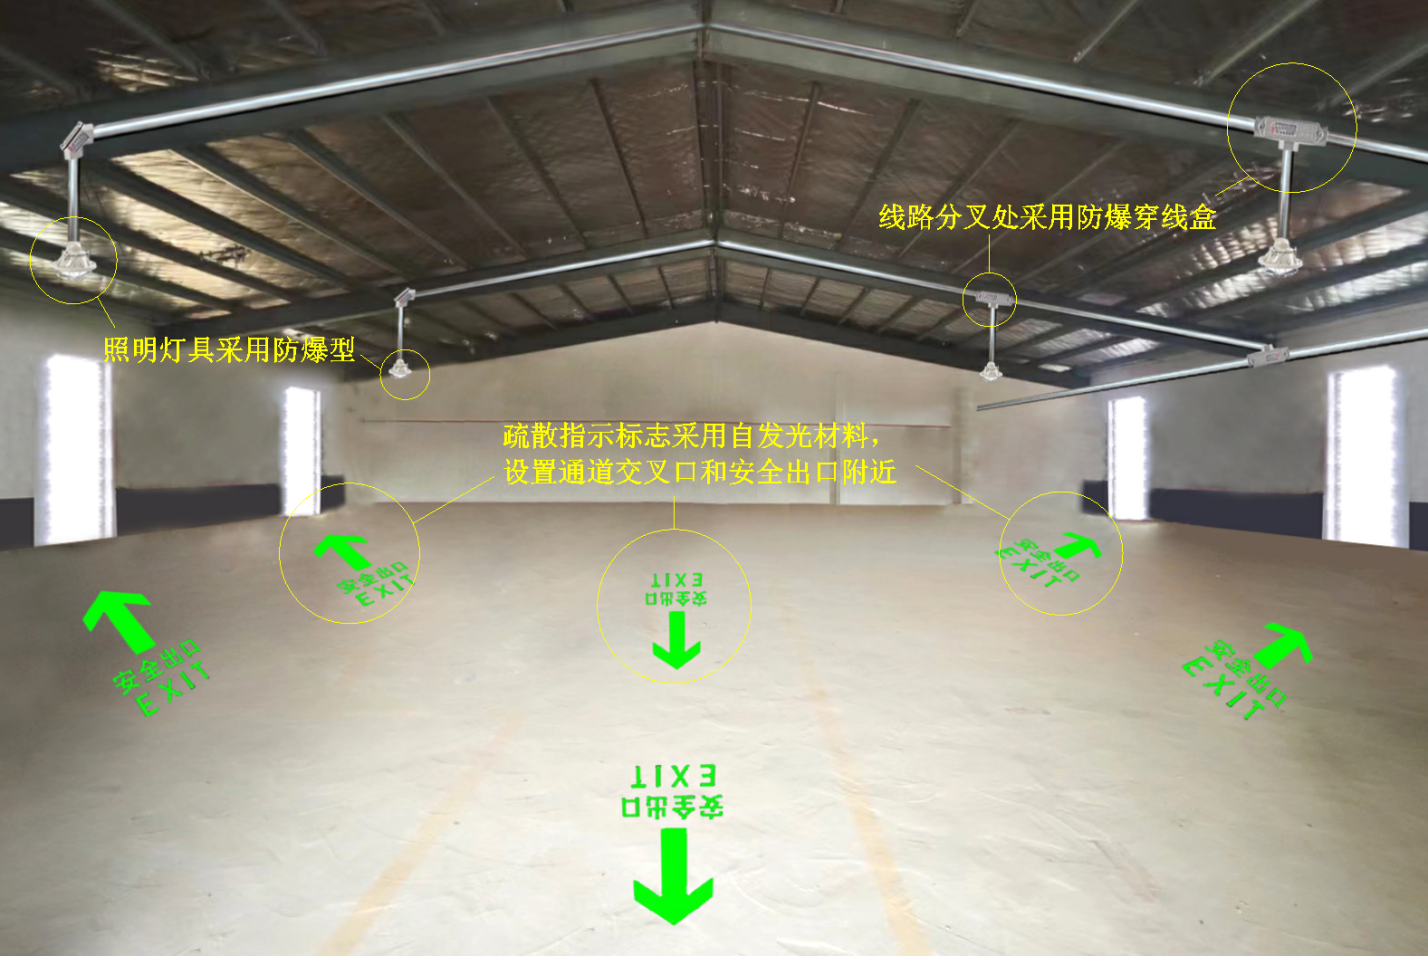 线路分叉处采用防爆穿线盒
照明灯具采用防爆型
疏散指示标志采用自发光材料,
设置通道交叉口和安全出口附近
安全出口
EXIT
EXIT
安全出口
安全出口
EXIT
安全出口
EXIT
安全出口
EXIT
EXIT
安全出口